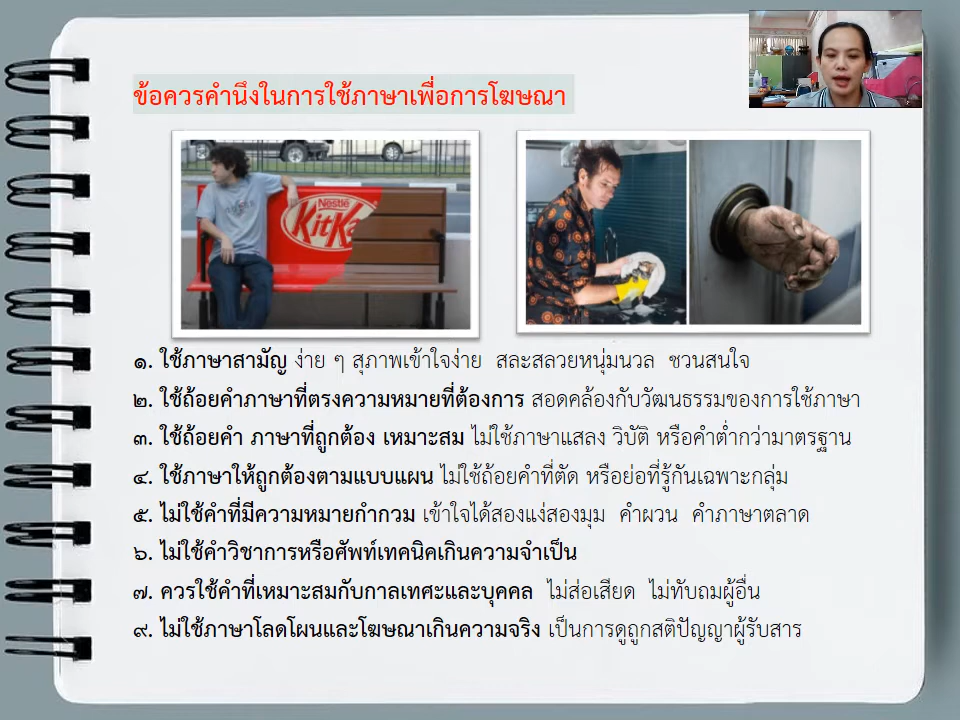 ข้อควรคำนึงในการใช้ภาษาเพื่อการโฆษณา
Nestlé
KitKa
๑. ใช้ภาษาสามัญ ง่าย ๆ สุภาพเข้าใจง่าย สละสลวยหนุ่มนวล ชวนสนใจ
๒. ใช้ถ้อยคำภาษาที่ตรงความหมายที่ต้องการ สอดคล้องกับวัฒนธรรมของการใช้ภาษา
๓. ใช้ถ้อยคำ ภาษาที่ถูกต้อง เหมาะสม ไม่ใช้ภาษาแสลง วิบัติ หรือคำต่ำกว่ามาตรฐาน
๔. ใช้ภาษาให้ถูกต้องตามแบบแผน ไม่ใช้ถ้อยคำที่ตัด หรือย่อที่รู้กันเฉพาะกลุ่ม
๕. ไม่ใช้คำที่มีความหมายกำกวม เข้าใจได้สองแง่สองมุม คำผวน คำภาษาตลาด
๖. ไม่ใช้คำวิชาการหรือศัพท์เทคนิคเกินความจำเป็น
๗. ควรใช้คำที่เหมาะสมกับกาลเทศะและบุคคล ไม่ส่อเสียด ไม่ทับถมผู้อื่น
๙. ไม่ใช้ภาษาโลดโผนและโฆษณาเกินความจริง เป็นการดูถูกสติปัญญาผู้รับสาร